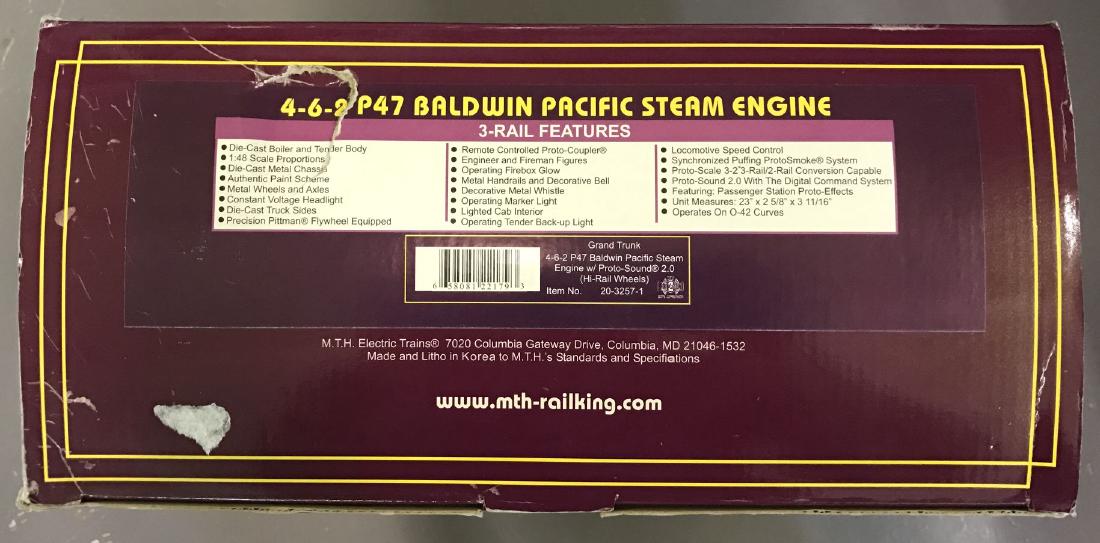 4-6-2 P47 BALDWIN PACIFIC STEAM ENGINE
3-RAIL FEATURES
● Die-Cast Boiler and Tender Body
● 1:48 Scale Proportions
● Die-Cast Metal Chassis
● Authentic Paint Scheme
● Metal Wheels and Axles
● Constant Voltage Headlight
● Die-Cast Truck Sides
● Precision Pittman® Flywheel Equipped
● Remote Controlled Proto-Coupler®
● Engineer and Fireman Figures
● Operating Firebox Glow
● Metal Handrails and Decorative Bell
● Decorative Metal Whistle
● Operating Marker Light
● Lighted Cab Interior
● Operating Tender Back-up Light
● Locomotive Speed Control
● Synchronized Puffing ProtoSmoke® System
● Proto-Scale 3-2"3-Rail/2-Rail Conversion Capable
● Proto-Sound 2.0 With The Digital Command System
● Featuring: Passenger Station Proto-Effects
● Unit Measures: 23" x 2 5/8" x 3 11/16"
● Operates On O-42 Curves
Grand Trunk
4-6-2 P47 Baldwin Pacific Steam
Engine w/ Proto-Sound® 2.0
(Hi-Rail Wheels)
Item No. 20-3257-1
6 58081 22179 3
M.T.H. Electric Trains® 7020 Columbia Gateway Drive, Columbia, MD 21046-1532
Made and Litho in Korea to M.T.H.'s Standards and Specifiations
www.mth-railking.com